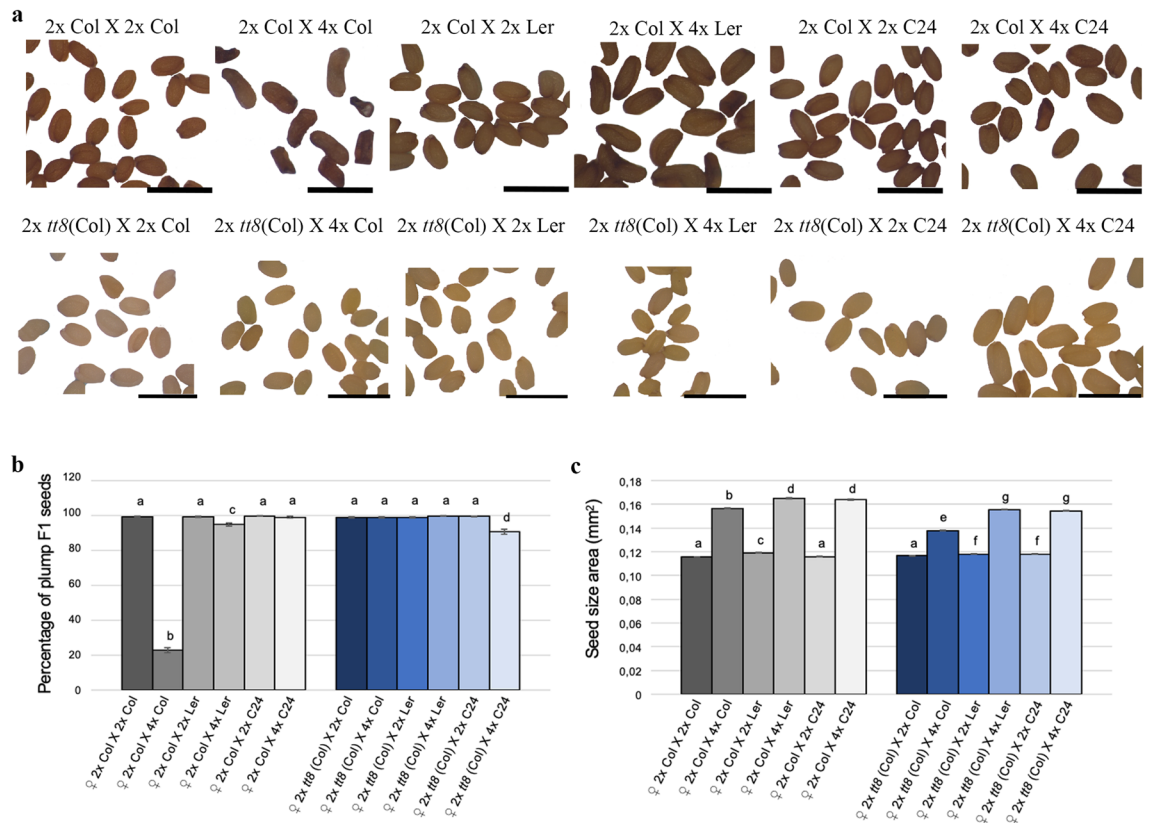 a
2x Col X 2x Col
2x Col X 4x Col
2x Col X 2x Ler
2x Col X 4x Ler
2x Col X 2x C24
2x Col X 4x C24
2x tt8(Col) X 2x Col
2x tt8(Col) X 4x Col
2x tt8(Col) X 2x Ler
2x tt8(Col) X 4x Ler
2x tt8(Col) X 2x C24
2x tt8(Col) X 4x C24
b
Percentage of plump F1 seeds
120
100
80
60
40
20
0
a
b
a
c
a
a
a
a
a
a
a
d
♀ 2x Col X 2x Col
♀ 2x Col X 4x Col
♀ 2x Col X 2x Ler
♀ 2x Col X 4x Ler
♀ 2x Col X 2x C24
♀ 2x Col X 4x C24
♀ 2x tt8 (Col) X 2x Col
♀ 2x tt8 (Col) X 4x Col
♀ 2x tt8 (Col) X 2x Ler
♀ 2x tt8 (Col) X 4x Ler
♀ 2x tt8 (Col) X 2x C24
♀ 2x tt8 (Col) X 4x C24
c
Seed size area (mm²)
0,18
0,16
0,14
0,12
0,10
0,08
0,06
0,04
0,02
0
a
b
c
d
a
d
a
e
f
g
f
g
♀ 2x Col X 2x Col
♀ 2x Col X 4x Col
♀ 2x Col X 2x Ler
♀ 2x Col X 4x Ler
♀ 2x Col X 2x C24
♀ 2x Col X 4x C24
♀ 2x tt8 (Col) X 2x Col
♀ 2x tt8 (Col) X 4x Col
♀ 2x tt8 (Col) X 2x Ler
♀ 2x tt8 (Col) X 4x Ler
♀ 2x tt8 (Col) X 2x C24
♀ 2x tt8 (Col) X 4x C24